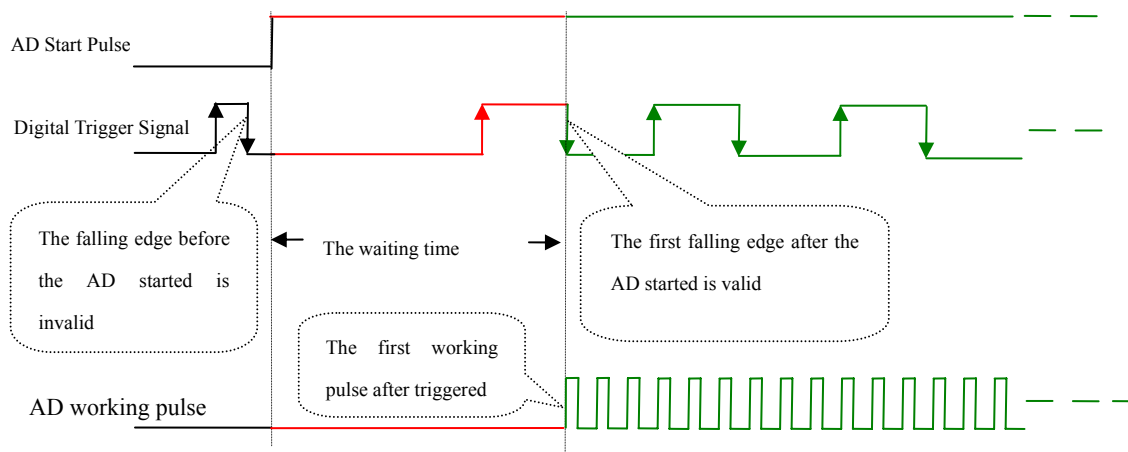 AD Start Pulse
Digital Trigger Signal
The falling edge before
the AD started is
invalid
The waiting time
The first falling edge after the
AD started is valid
The first working
pulse after triggered
AD working pulse